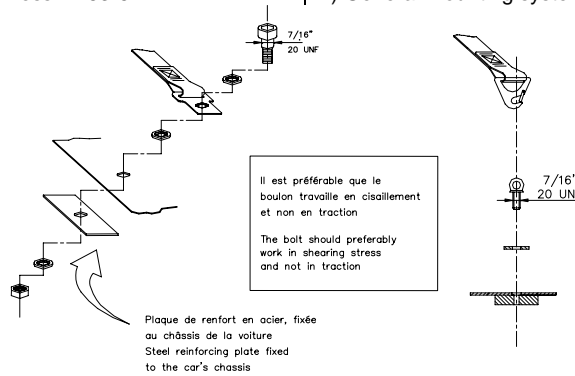 7/16"
20 UNF
7/16'
20 UN
Il est préférable que le
boulon travaille en cisaillement
et non en traction
The bolt should preferably
work in shearing stress
and not in traction
Plaque de renfort en acier, fixée
au châssis de la voiture
Steel reinforcing plate fixed
to the car's chassis